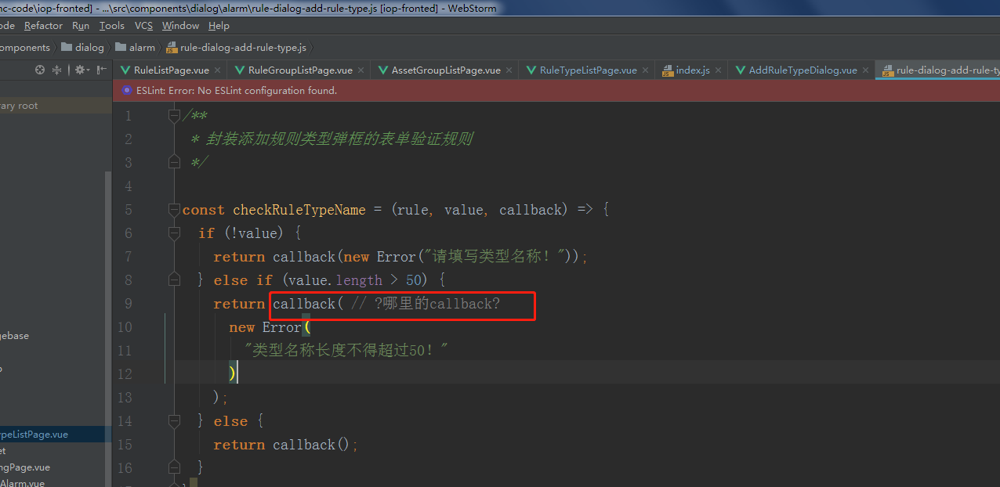 nc-code\iop-fronted] - ...\src\components\dialog\alarm\rule-dialog-add-rule-type.js [iop-fronted] - WebStorm
ode Refactor Run Tools VCS Window Help
omponents dialog alarm rule-dialog-add-rule-type.js
RuleListPage.vue RuleGroupListPage.vue AssetGroupListPage.vue RuleTypeListPage.vue index.js AddRuleTypeDialog.vue rule-dialog-add-rule-ty
ESLint: Error: No ESLint configuration found.
rary root
1 /**
2 * 封装添加规则类型弹框的表单验证规则
3 */
4
5 const checkRuleTypeName = (rule, value, callback) => {
6 if (!value) {
7 return callback(new Error("请填写类型名称！"));
8 } else if (value.length > 50) {
9 return callback( // ?哪里的callback?
10 new Error(
11 "类型名称长度不得超过50！"
12 )
13 );
14 } else {
15 return callback();
16 }
gebase
ypeListPage.vue
et
ngPage.vue
Alarm.vue